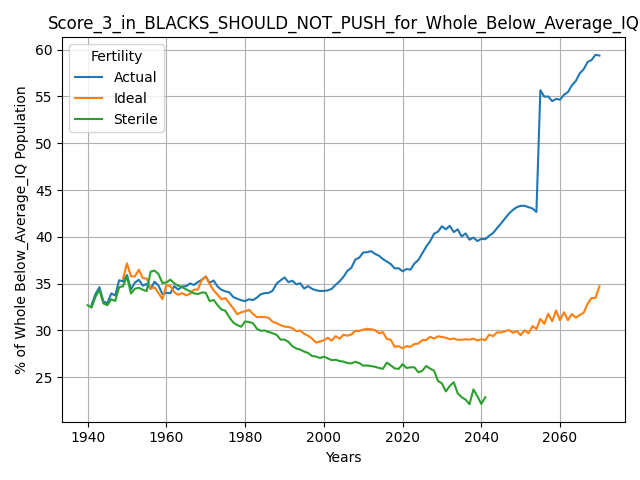 Score_3_in_BLACKS_SHOULD_NOT_PUSH_for_Whole_Below_Average_IQ
Fertility
Actual
Ideal
Sterile
% of Whole Below_Average_IQ Population
60
55
50
45
40
35
30
25
1940 1960 1980 2000 2020 2040 2060
Years